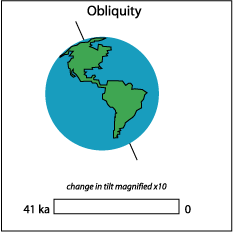 Obliquity
change in tilt magnified x10
41 ka 0